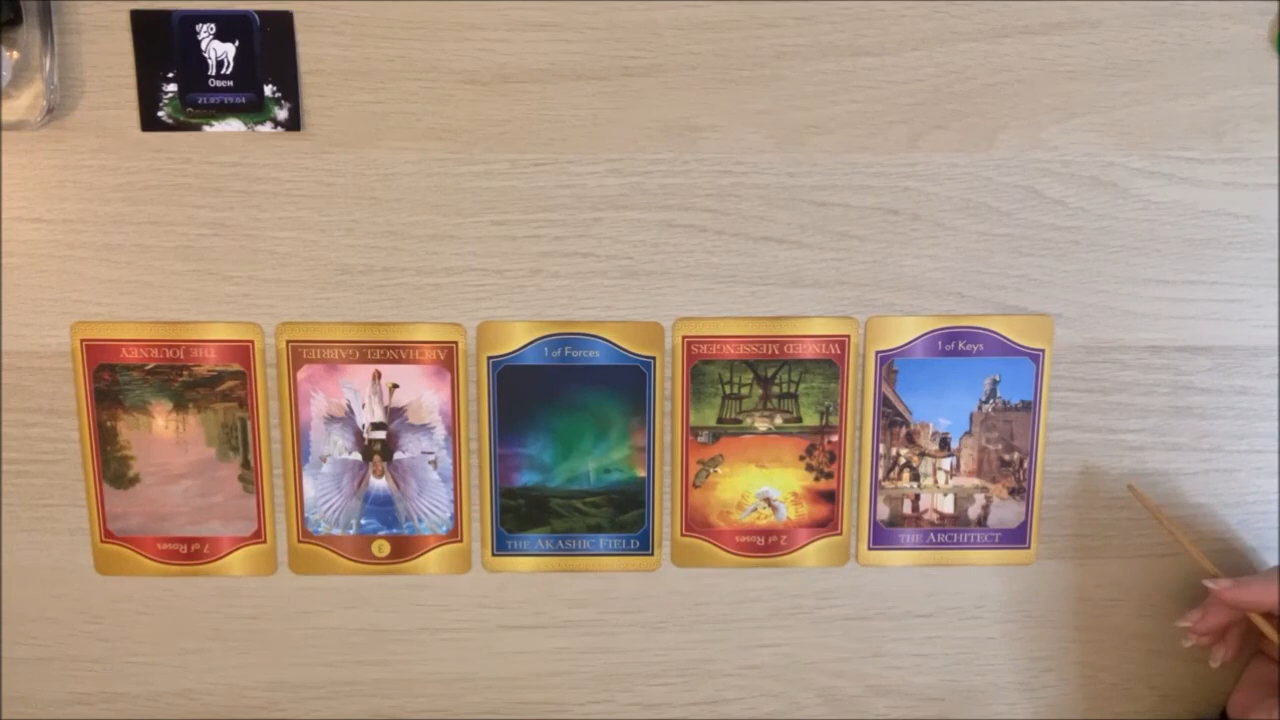 Овен
21.03-19.04
THE JOURNEY
7 of Roses
ARCHANGEL GABRIEL
3
1 of Forces
THE AKASHIC FIELD
WINGED MESSENGERS
2 of Roses
1 of Keys
THE ARCHITECT